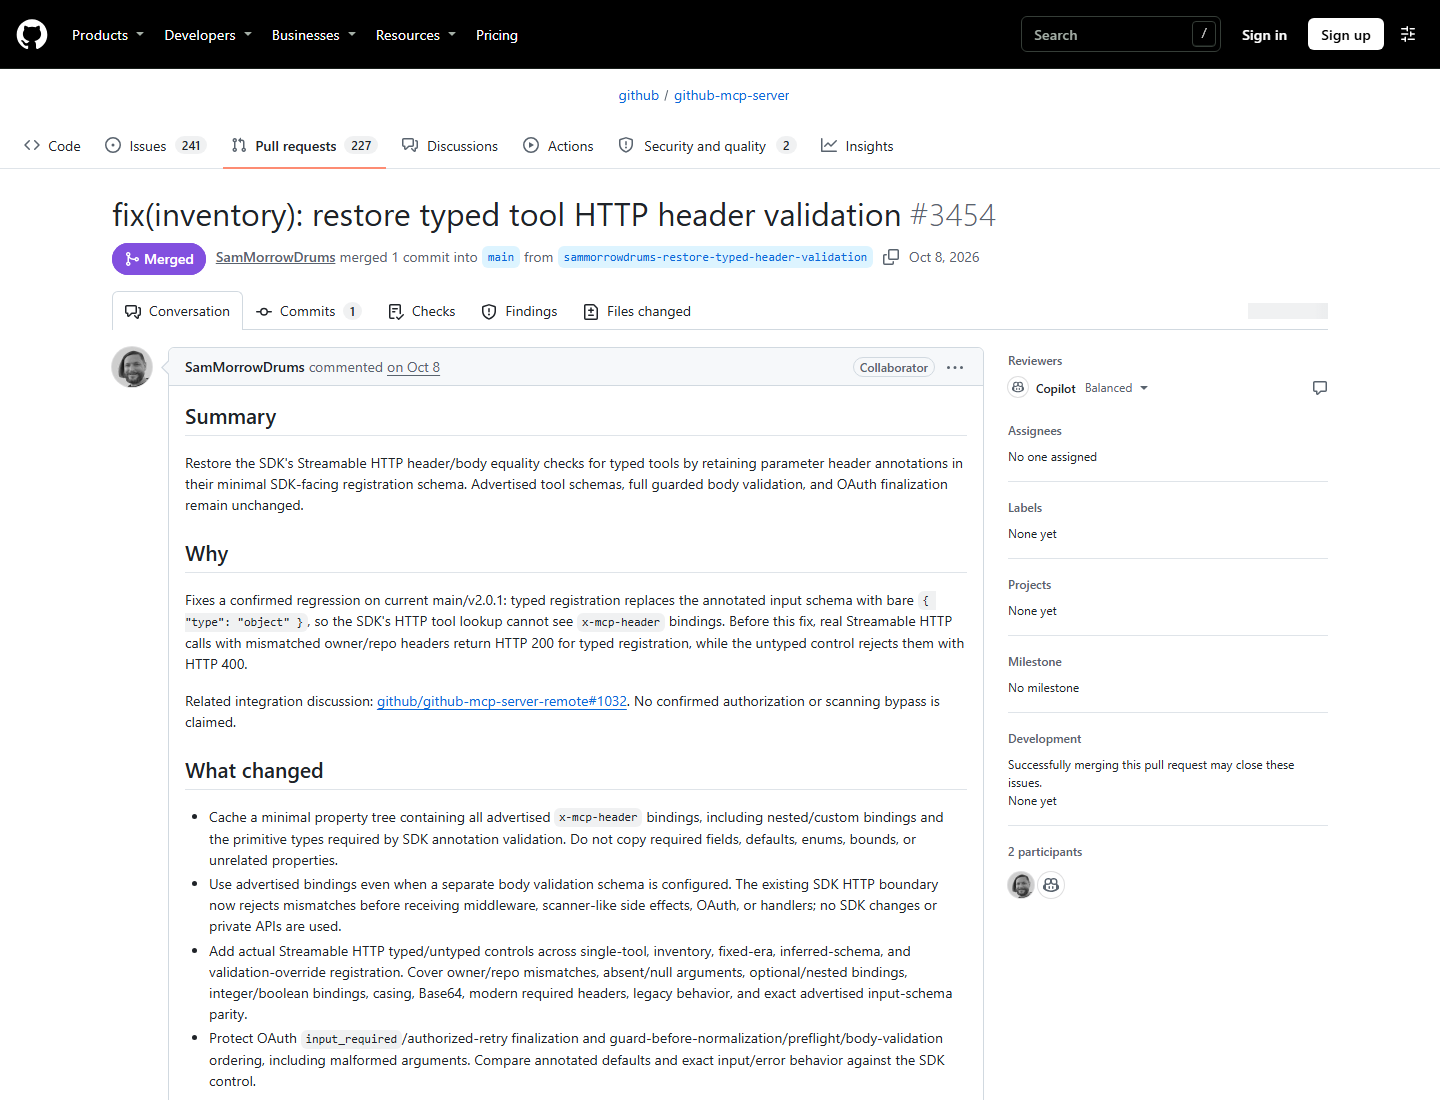 Products Developers Businesses Resources Pricing Search / Sign in Sign up
github / github-mcp-server
Code Issues 241 Pull requests 227 Discussions Actions Security and quality 2 Insights
fix(inventory): restore typed tool HTTP header validation #3454
Merged SamMorrowDrums merged 1 commit into main from sammorrowdrums-restore-typed-header-validation Oct 8, 2026
Conversation Commits 1 Checks Findings Files changed
SamMorrowDrums commented on Oct 8 Collaborator
Summary
Restore the SDK's Streamable HTTP header/body equality checks for typed tools by retaining parameter header annotations in
their minimal SDK-facing registration schema. Advertised tool schemas, full guarded body validation, and OAuth finalization
remain unchanged.
Why
Fixes a confirmed regression on current main/v2.0.1: typed registration replaces the annotated input schema with bare {
"type": "object" } , so the SDK's HTTP tool lookup cannot see x-mcp-header bindings. Before this fix, real Streamable HTTP
calls with mismatched owner/repo headers return HTTP 200 for typed registration, while the untyped control rejects them with
HTTP 400.
Related integration discussion: github/github-mcp-server-remote#1032. No confirmed authorization or scanning bypass is
claimed.
What changed
Cache a minimal property tree containing all advertised x-mcp-header bindings, including nested/custom bindings and
the primitive types required by SDK annotation validation. Do not copy required fields, defaults, enums, bounds, or
unrelated properties.
Use advertised bindings even when a separate body validation schema is configured. The existing SDK HTTP boundary
now rejects mismatches before receiving middleware, scanner-like side effects, OAuth, or handlers; no SDK changes or
private APIs are used.
Add actual Streamable HTTP typed/untyped controls across single-tool, inventory, fixed-era, inferred-schema, and
validation-override registration. Cover owner/repo mismatches, absent/null arguments, optional/nested bindings,
integer/boolean bindings, casing, Base64, modern required headers, legacy behavior, and exact advertised input-schema
parity.
Protect OAuth input_required /authorized-retry finalization and guard-before-normalization/preflight/body-validation
ordering, including malformed arguments. Compare annotated defaults and exact input/error behavior against the SDK
control.
Reviewers
Copilot Balanced
Assignees
No one assigned
Labels
None yet
Projects
None yet
Milestone
No milestone
Development
Successfully merging this pull request may close these
issues.
None yet
2 participants